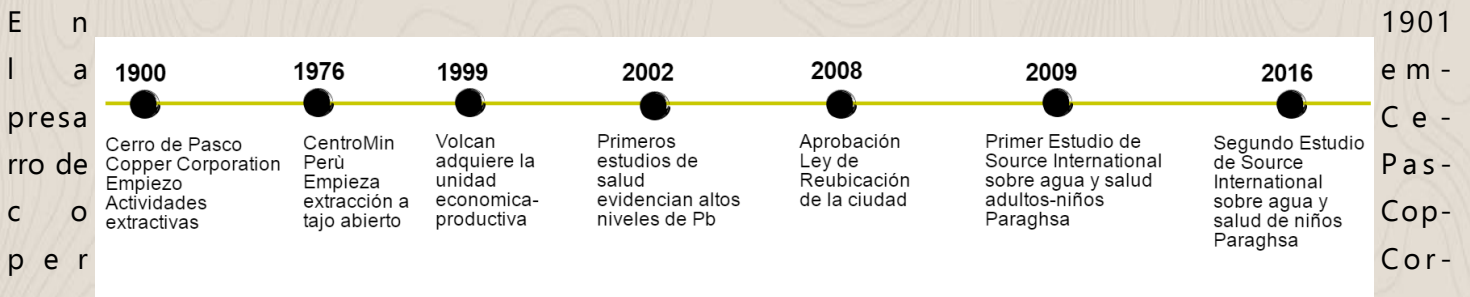 E n 1901
l a em-
presa Ce-
rro de Pas-
c o Cop-
p e r Cor-
1900
Cerro de Pasco
Copper Corporation
Empiezo
Actividades
extractivas
1976
CentroMin
Perù
Empieza
extracción a
tajo abierto
1999
Volcan
adquiere la
unidad
economica-
productiva
2002
Primeros
estudios de
salud
evidencian altos
niveles de Pb
2008
Aprobación
Ley de
Reubicación
de la ciudad
2009
Primer Estudio de
Source International
sobre agua y salud
adultos-niños
Paraghsa
2016
Segundo Estudio
de Source
International
sobre agua y
salud de niños
Paraghsa